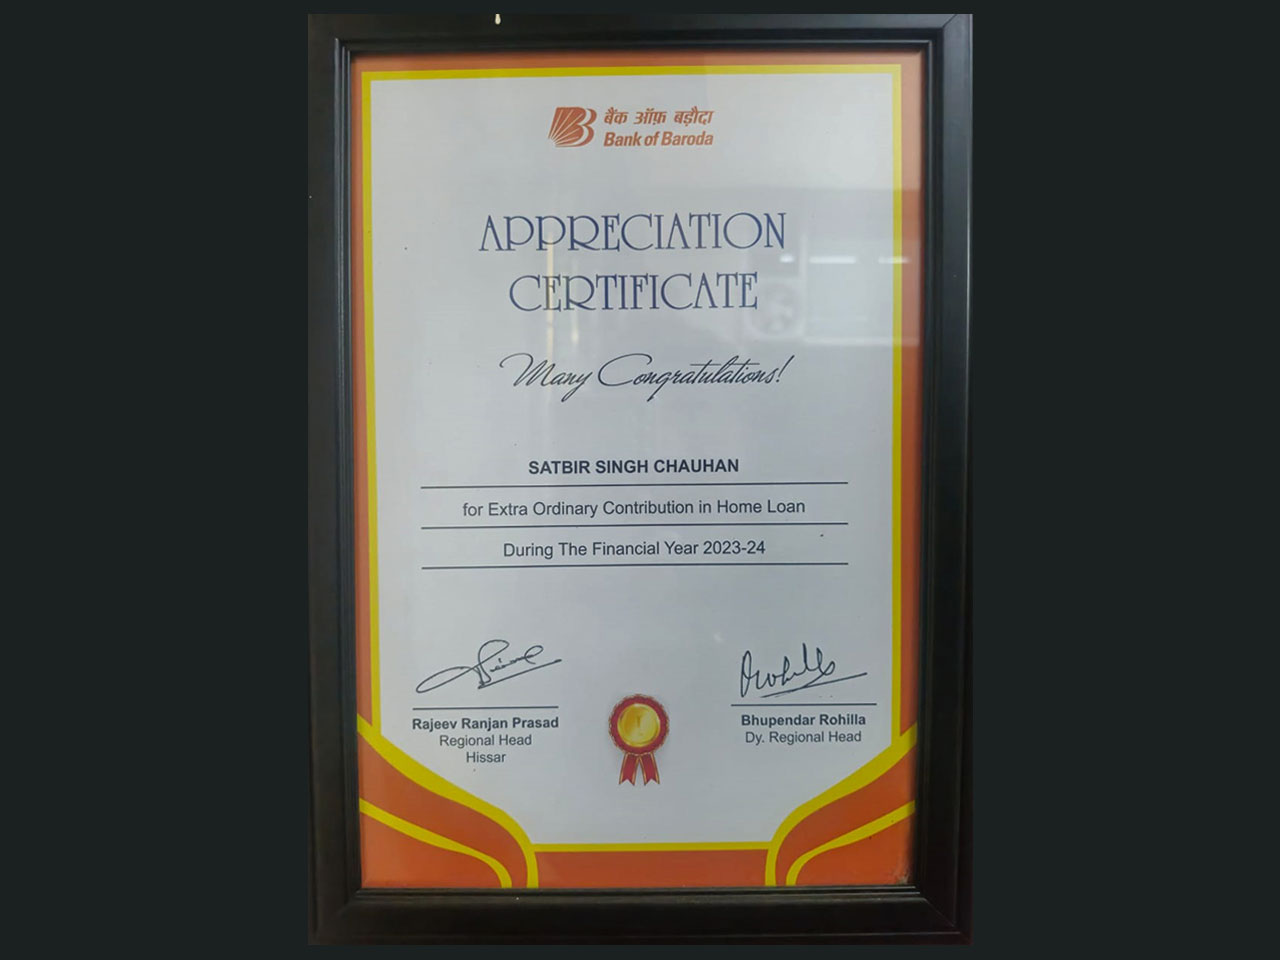 बैंक ऑफ़ बड़ौदा
Bank of Baroda
APPRECIATION
CERTIFICATE
Many Congratulations!
SATBIR SINGH CHAUHAN
for Extra Ordinary Contribution in Home Loan
During The Financial Year 2023-24
Rajeev Ranjan Prasad
Regional Head
Hissar
Bhupendar Rohilla
Dy. Regional Head